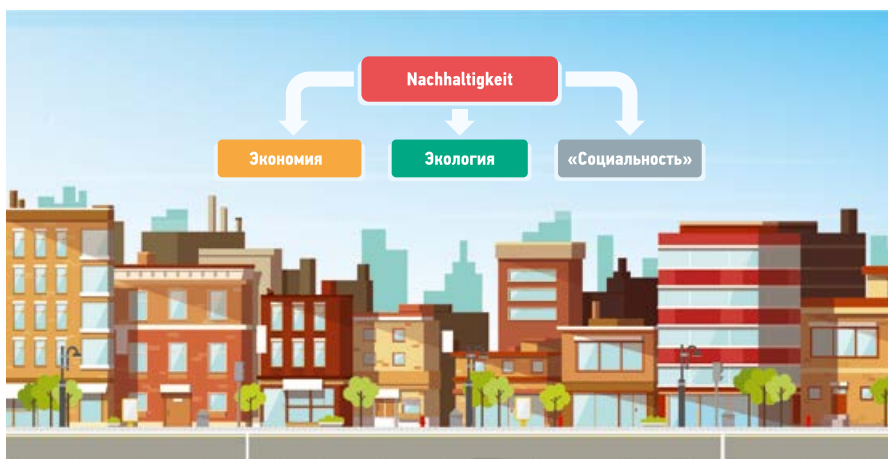 Nachhaltigkeit
Экономия
Экология
«Социальность»